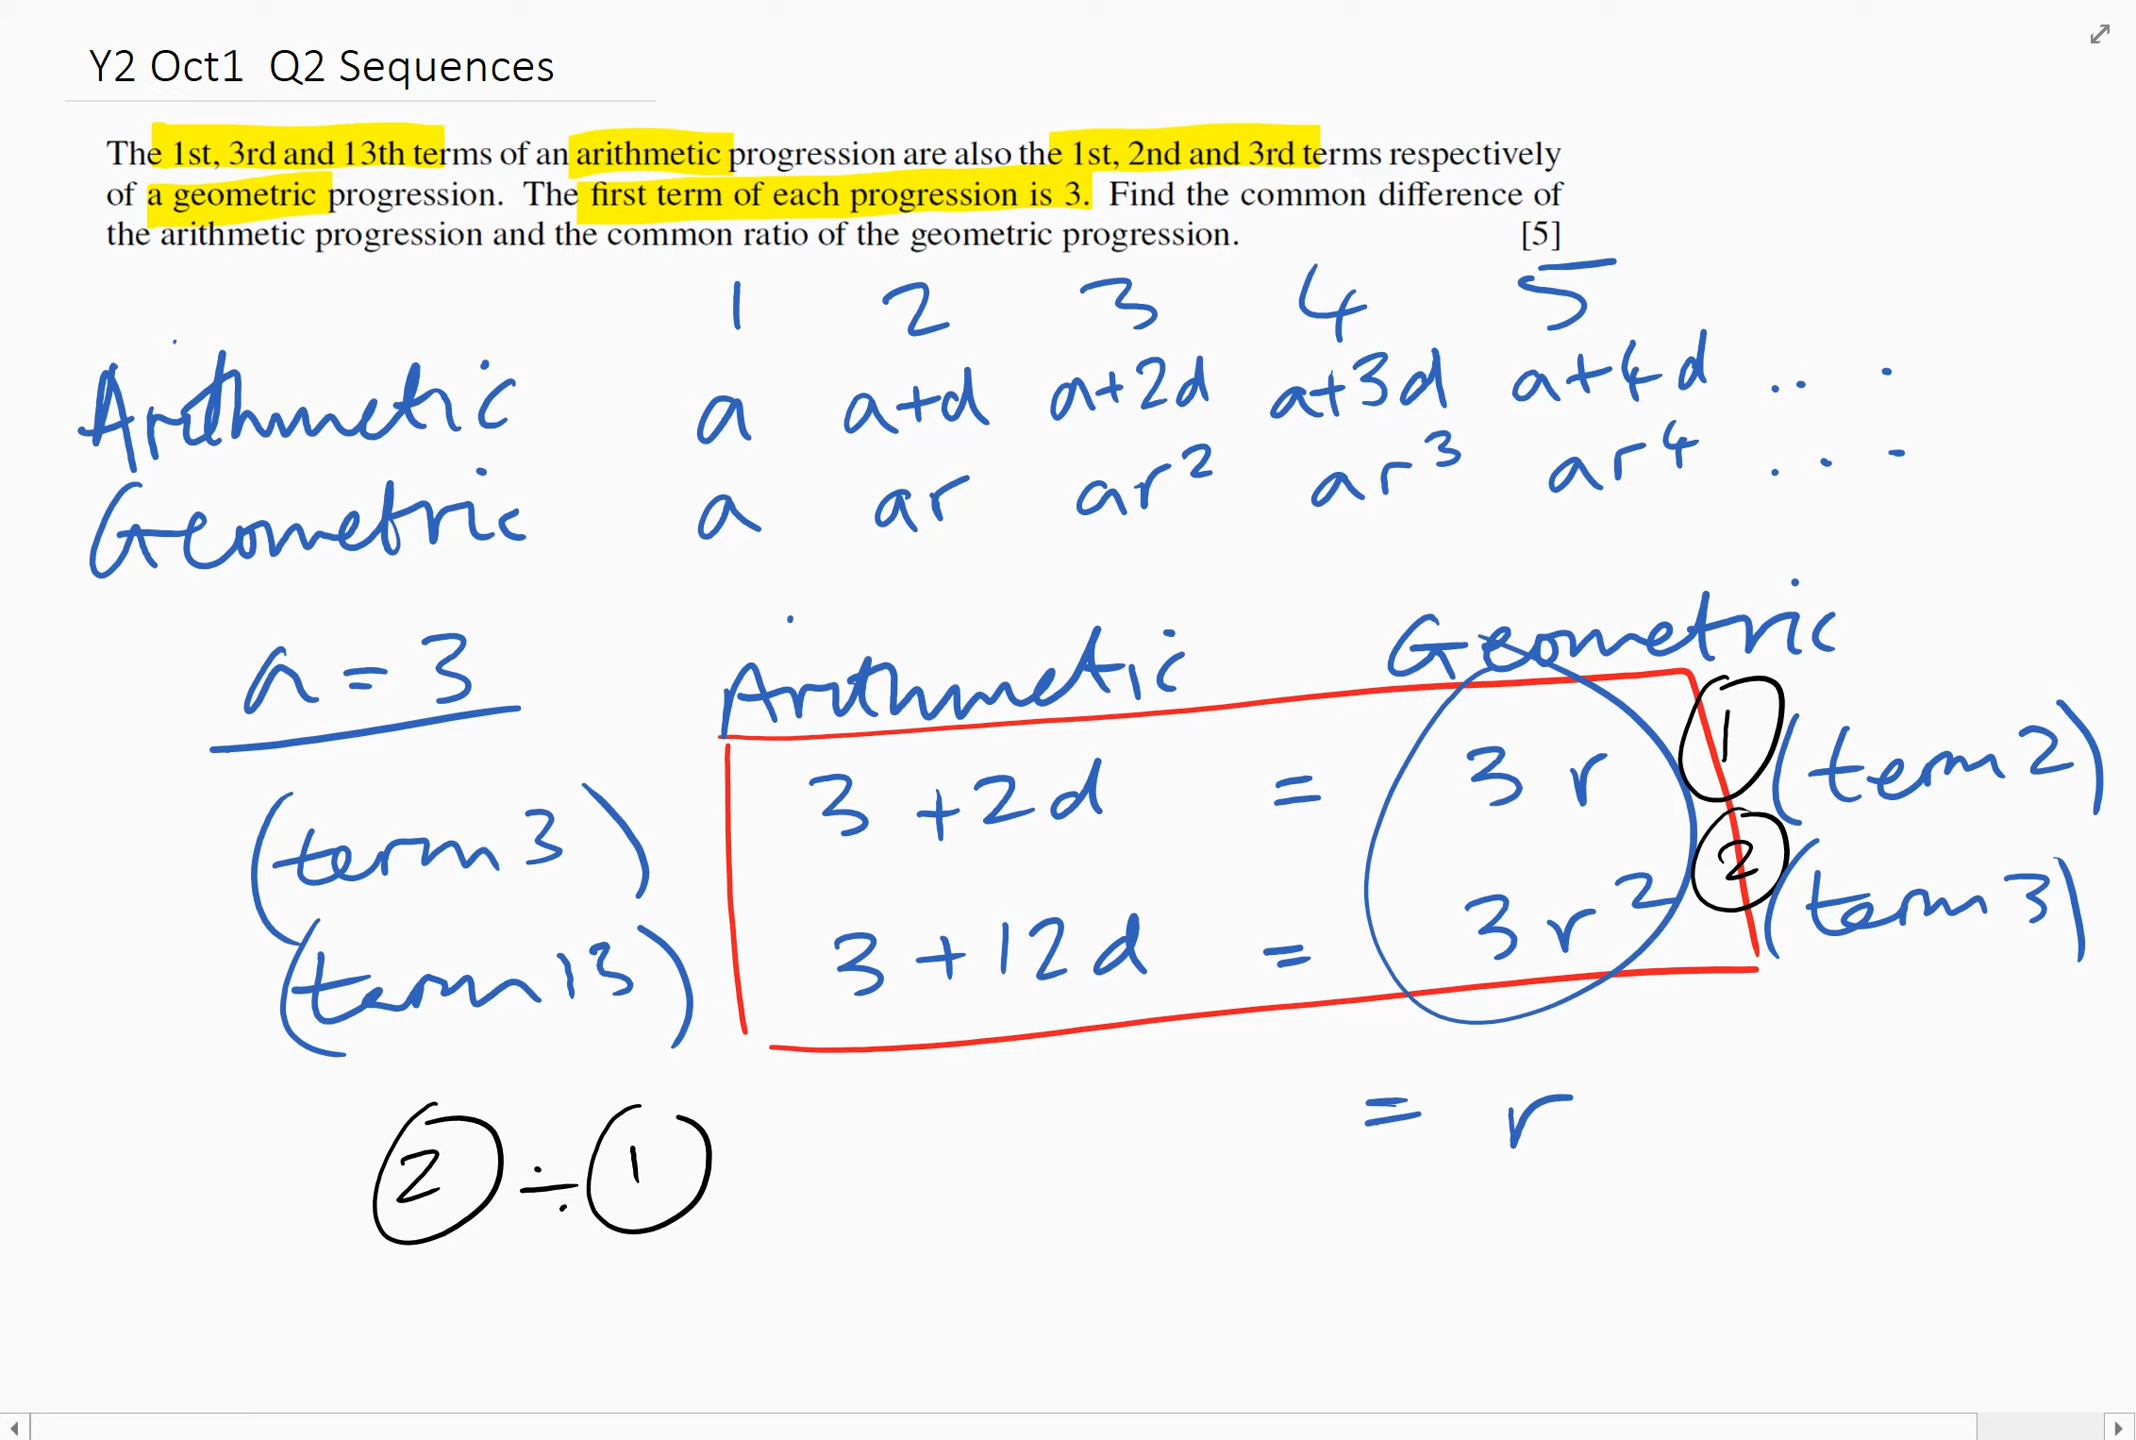 Y2 Oct1  Q2 Sequences
The 1st, 3rd and 13th terms of an arithmetic progression are also the 1st, 2nd and 3rd terms respectively
of a geometric progression. The first term of each progression is 3. Find the common difference of
the arithmetic progression and the common ratio of the geometric progression. [5]
1 2 3 4 5
Arithmetic a a+d a+2d a+3d a+4d ...
Geometric a ar ar² ar³ ar⁴ ...
a = 3 Arithmetic Geometric
(term 3) 3 + 2d = 3r ① (term 2)
(term 13) 3 + 12d = 3r² ② (term 3)
② ÷ ① = r